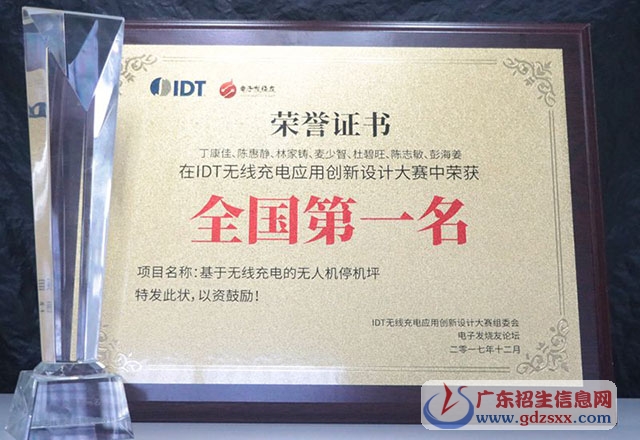 IDT 电子发烧友
荣誉证书
丁康佳、陈惠静、林家铸、麦少智、杜碧旺、陈志敏、彭海姜
在IDT无线充电应用创新设计大赛中荣获
全国第一名
项目名称：基于无线充电的无人机停机坪
特发此状，以资鼓励！
IDT无线充电应用创新设计大赛组委会
电子发烧友论坛
二零一七年十二月
广东招生信息网
www.gdzsxx.com